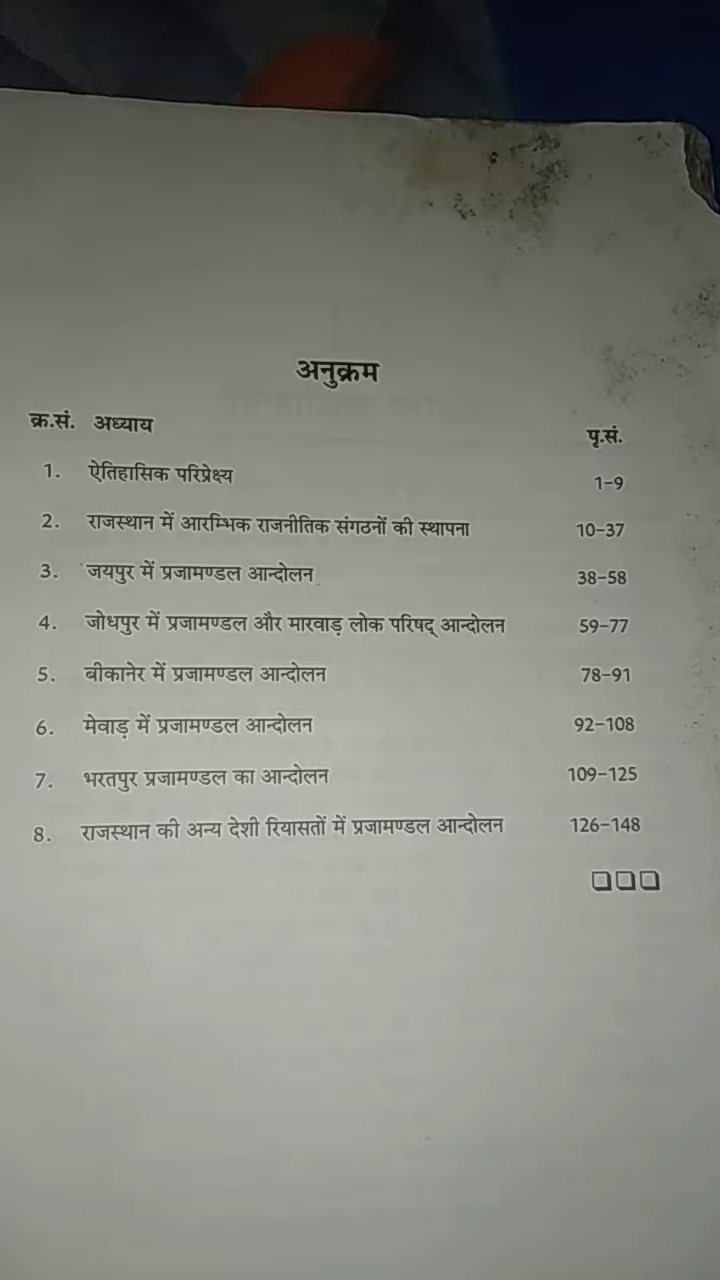 अनुक्रम
क्र.सं. अध्याय पृ.सं.
1. ऐतिहासिक परिप्रेक्ष्य 1-9
2. राजस्थान में आरम्भिक राजनीतिक संगठनों की स्थापना 10-37
3. जयपुर में प्रजामण्डल आन्दोलन 38-58
4. जोधपुर में प्रजामण्डल और मारवाड़ लोक परिषद् आन्दोलन 59-77
5. बीकानेर में प्रजामण्डल आन्दोलन 78-91
6. मेवाड़ में प्रजामण्डल आन्दोलन 92-108
7. भरतपुर प्रजामण्डल का आन्दोलन 109-125
8. राजस्थान की अन्य देशी रियासतों में प्रजामण्डल आन्दोलन 126-148